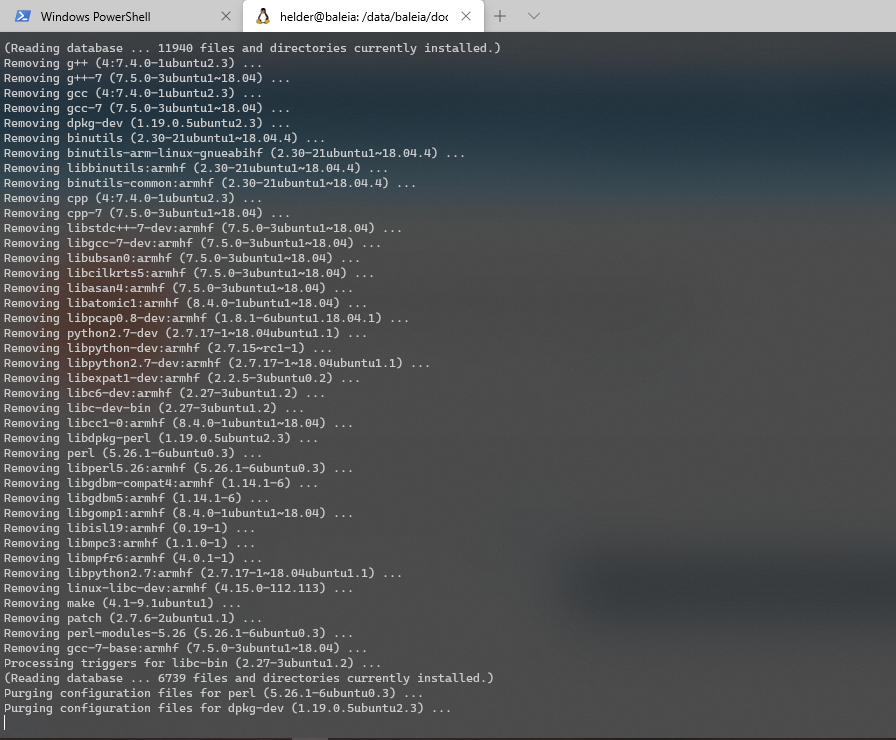 Windows PowerShell
helder@baleia: /data/baleia/doc
(Reading database ... 11940 files and directories currently installed.)
Removing g++ (4:7.4.0-1ubuntu2.3) ...
Removing g++-7 (7.5.0-3ubuntu1~18.04) ...
Removing gcc (4:7.4.0-1ubuntu2.3) ...
Removing gcc-7 (7.5.0-3ubuntu1~18.04) ...
Removing dpkg-dev (1.19.0.5ubuntu2.3) ...
Removing binutils (2.30-21ubuntu1~18.04.4) ...
Removing binutils-arm-linux-gnueabihf (2.30-21ubuntu1~18.04.4) ...
Removing libbinutils:armhf (2.30-21ubuntu1~18.04.4) ...
Removing binutils-common:armhf (2.30-21ubuntu1~18.04.4) ...
Removing cpp (4:7.4.0-1ubuntu2.3) ...
Removing cpp-7 (7.5.0-3ubuntu1~18.04) ...
Removing libstdc++-7-dev:armhf (7.5.0-3ubuntu1~18.04) ...
Removing libgcc-7-dev:armhf (7.5.0-3ubuntu1~18.04) ...
Removing libubsan0:armhf (7.5.0-3ubuntu1~18.04) ...
Removing libcilkrts5:armhf (7.5.0-3ubuntu1~18.04) ...
Removing libasan4:armhf (7.5.0-3ubuntu1~18.04) ...
Removing libatomic1:armhf (8.4.0-1ubuntu1~18.04) ...
Removing libpcap0.8-dev:armhf (1.8.1-6ubuntu1.18.04.1) ...
Removing python2.7-dev (2.7.17-1~18.04ubuntu1.1) ...
Removing libpython-dev:armhf (2.7.15~rc1-1) ...
Removing libpython2.7-dev:armhf (2.7.17-1~18.04ubuntu1.1) ...
Removing libexpat1-dev:armhf (2.2.5-3ubuntu0.2) ...
Removing libc6-dev:armhf (2.27-3ubuntu1.2) ...
Removing libc-dev-bin (2.27-3ubuntu1.2) ...
Removing libcc1-0:armhf (8.4.0-1ubuntu1~18.04) ...
Removing libdpkg-perl (1.19.0.5ubuntu2.3) ...
Removing perl (5.26.1-6ubuntu0.3) ...
Removing libperl5.26:armhf (5.26.1-6ubuntu0.3) ...
Removing libgdbm-compat4:armhf (1.14.1-6) ...
Removing libgdbm5:armhf (1.14.1-6) ...
Removing libgomp1:armhf (8.4.0-1ubuntu1~18.04) ...
Removing libisl19:armhf (0.19-1) ...
Removing libmpc3:armhf (1.1.0-1) ...
Removing libmpfr6:armhf (4.0.1-1) ...
Removing libpython2.7:armhf (2.7.17-1~18.04ubuntu1.1) ...
Removing linux-libc-dev:armhf (4.15.0-112.113) ...
Removing make (4.1-9.1ubuntu1) ...
Removing patch (2.7.6-2ubuntu1.1) ...
Removing perl-modules-5.26 (5.26.1-6ubuntu0.3) ...
Removing gcc-7-base:armhf (7.5.0-3ubuntu1~18.04) ...
Processing triggers for libc-bin (2.27-3ubuntu1.2) ...
(Reading database ... 6739 files and directories currently installed.)
Purging configuration files for perl (5.26.1-6ubuntu0.3) ...
Purging configuration files for dpkg-dev (1.19.0.5ubuntu2.3) ...